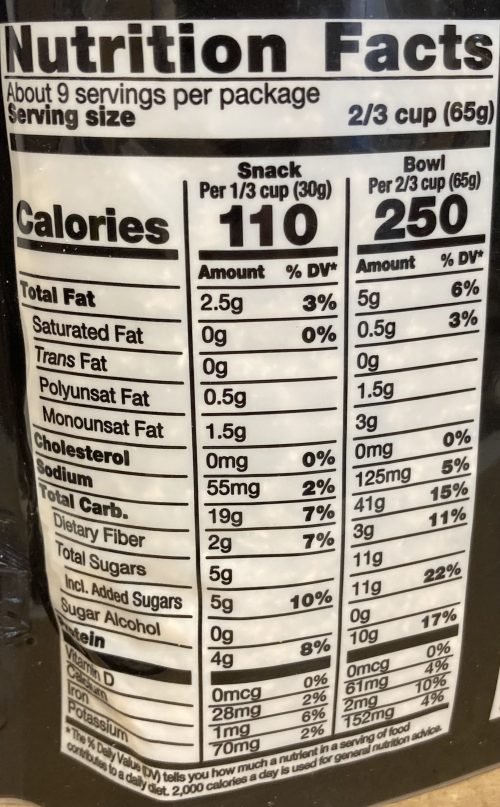 Nutrition Facts
About 9 servings per package
Serving size 2/3 cup (65g)
Snack Bowl
Per 1/3 cup (30g) Per 2/3 cup (65g)
Calories 110 250
Amount % DV* Amount % DV*
Total Fat 2.5g 3% 5g 6%
Saturated Fat 0g 0% 0.5g 3%
Trans Fat 0g 0g
Polyunsat Fat 0.5g 1.5g
Monounsat Fat 1.5g 3g
Cholesterol 0mg 0% 0mg 0%
Sodium 55mg 2% 125mg 5%
Total Carb. 19g 7% 41g 15%
Dietary Fiber 2g 7% 3g 11%
Total Sugars 5g 11g
Incl. Added Sugars 5g 10% 11g 22%
Sugar Alcohol 0g 0g
Protein 4g 8% 10g 17%
Vitamin D 0mcg 0% 0mcg 0%
Calcium 28mg 2% 61mg 4%
Iron 1mg 6% 2mg 10%
Potassium 70mg 2% 152mg 4%
* The % Daily Value (DV) tells you how much a nutrient in a serving of food
contributes to a daily diet. 2,000 calories a day is used for general nutrition advice.